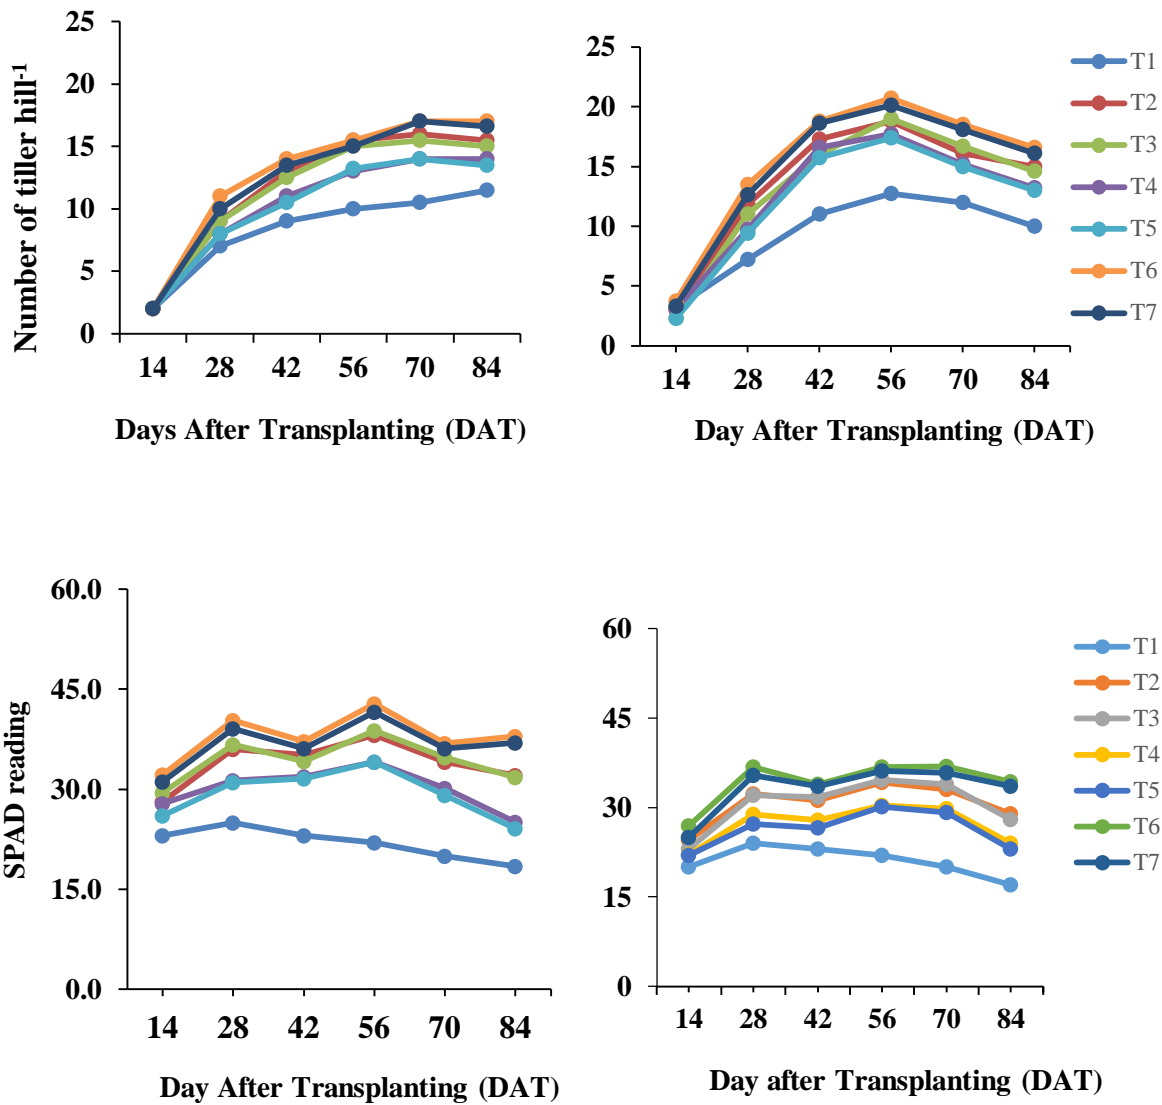 Number of tiller hill-1
25
20
15
10
5
0
14 28 42 56 70 84
Days After Transplanting (DAT)
25
20
15
10
5
0
14 28 42 56 70 84
Day After Transplanting (DAT)
T1
T2
T3
T4
T5
T6
T7
SPAD reading
60.0
45.0
30.0
15.0
0.0
14 28 42 56 70 84
Day After Transplanting (DAT)
60
45
30
15
0
14 28 42 56 70 84
Day after Transplanting (DAT)
T1
T2
T3
T4
T5
T6
T7